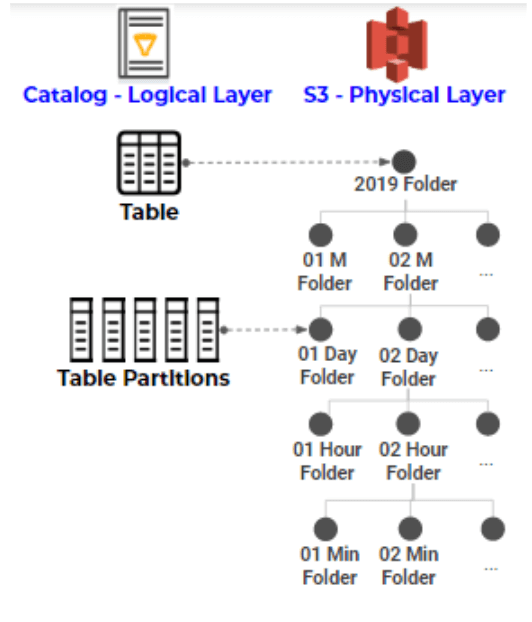 Catalog - Logical Layer
S3 - Physical Layer
Table
2019 Folder
01 M
Folder
02 M
Folder
...
Table Partitions
01 Day
Folder
02 Day
Folder
...
01 Hour
Folder
02 Hour
Folder
...
01 Min
Folder
02 Min
Folder
...